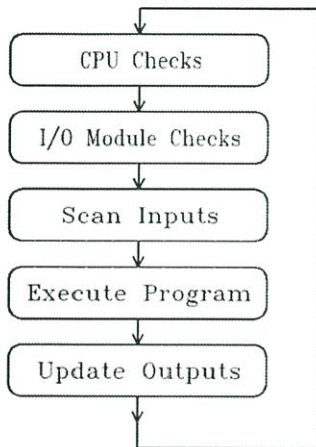 CPU Checks
I/O Module Checks
Scan Inputs
Execute Program
Update Outputs